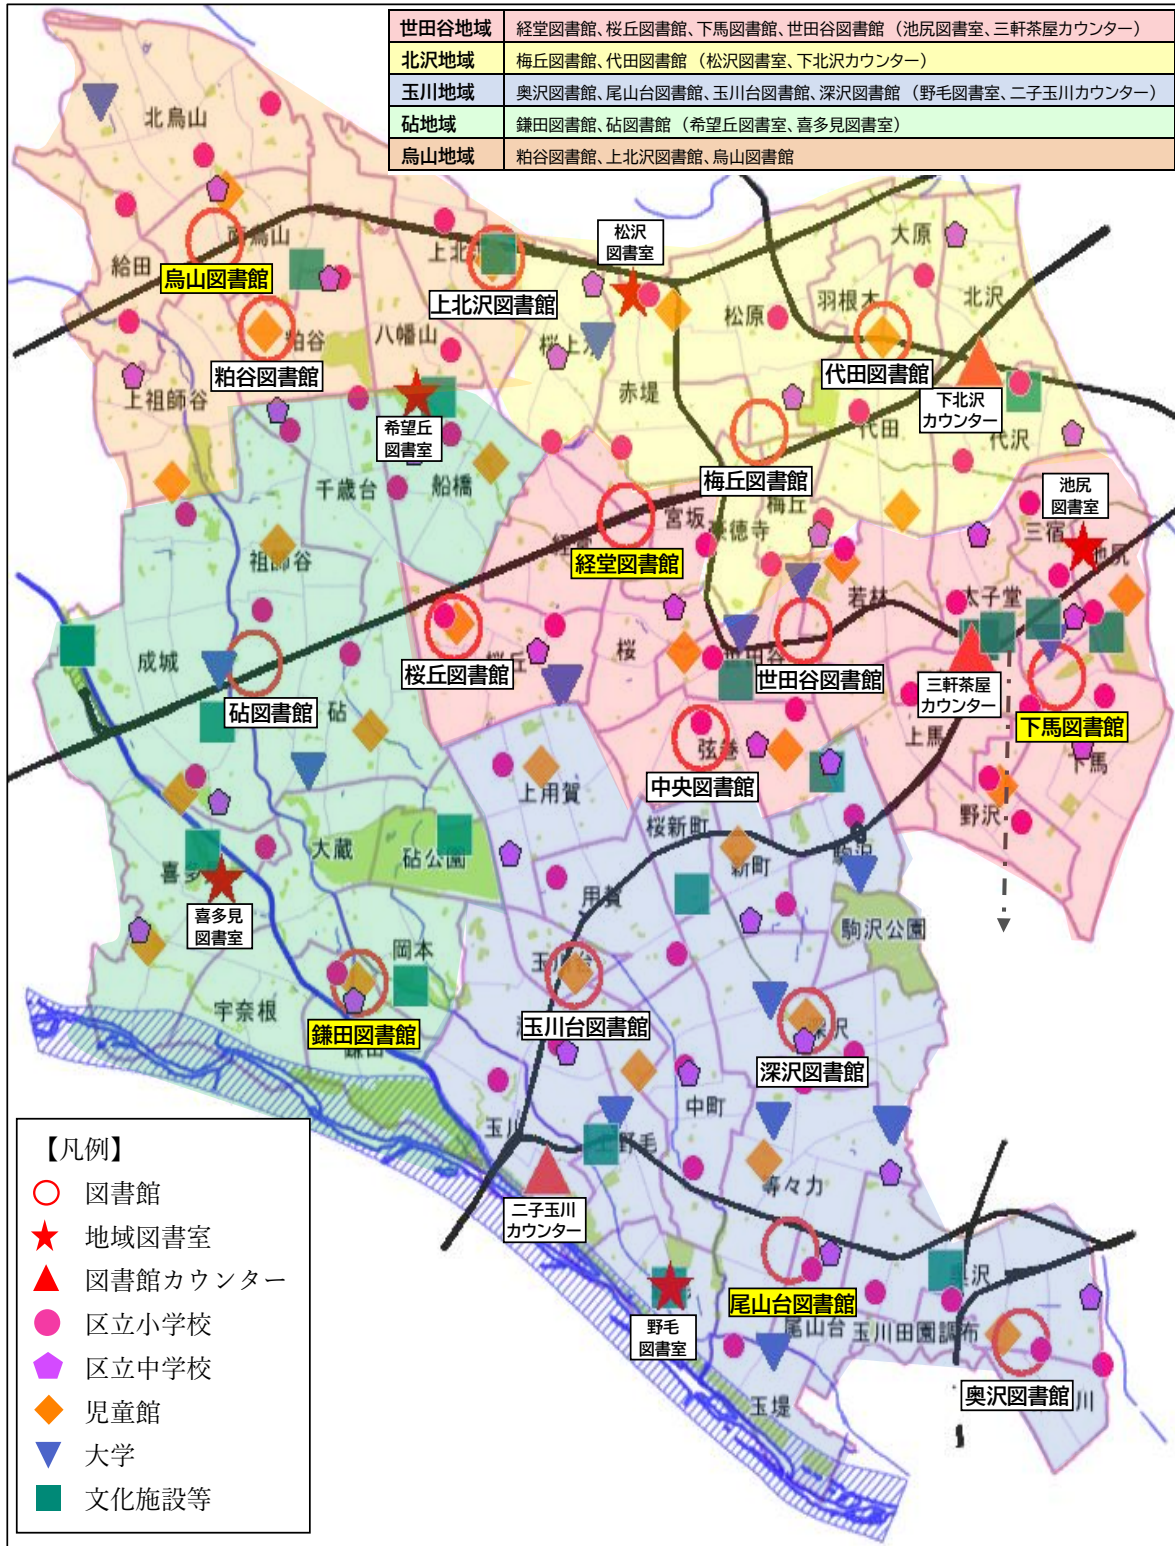 世田谷地域 経堂図書館、桜丘図書館、下馬図書館、世田谷図書館（池尻図書室、三軒茶屋カウンター）
北沢地域 梅丘図書館、代田図書館（松沢図書室、下北沢カウンター）
玉川地域 奥沢図書館、尾山台図書館、玉川台図書館、深沢図書館（野毛図書室、二子玉川カウンター）
砧地域 鎌田図書館、砧図書館（希望丘図書室、喜多見図書室）
烏山地域 粕谷図書館、上北沢図書館、烏山図書館
北烏山
給田
烏山図書館
上北沢図書館
松沢
図書室
大原
北沢
羽根木
松原
粕谷
八幡山
粕谷図書館
上祖師谷
希望丘
図書室
赤堤
代田図書館
下北沢
カウンター
代田
代沢
梅丘図書館
梅丘
千歳台
船橋
宮坂
豪徳寺
池尻
図書室
三宿
経堂図書館
祖師谷
若林
太子堂
成城
砧図書館
砧
桜丘図書館
桜
世田谷図書館
三軒茶屋
カウンター
下馬図書館
上馬
下馬
弦巻
中央図書館
上用賀
桜新町
新町
野沢
駒沢
大蔵
砧公園
用賀
駒沢公園
喜多見
図書室
岡本
宇奈根
鎌田図書館
玉川台図書館
深沢図書館
中町
玉川
等々力
二子玉川
カウンター
尾山台図書館
尾山台
玉川田園調布
野毛
図書室
奥沢図書館
玉堤
【凡例】
図書館
地域図書室
図書館カウンター
区立小学校
区立中学校
児童館
大学
文化施設等